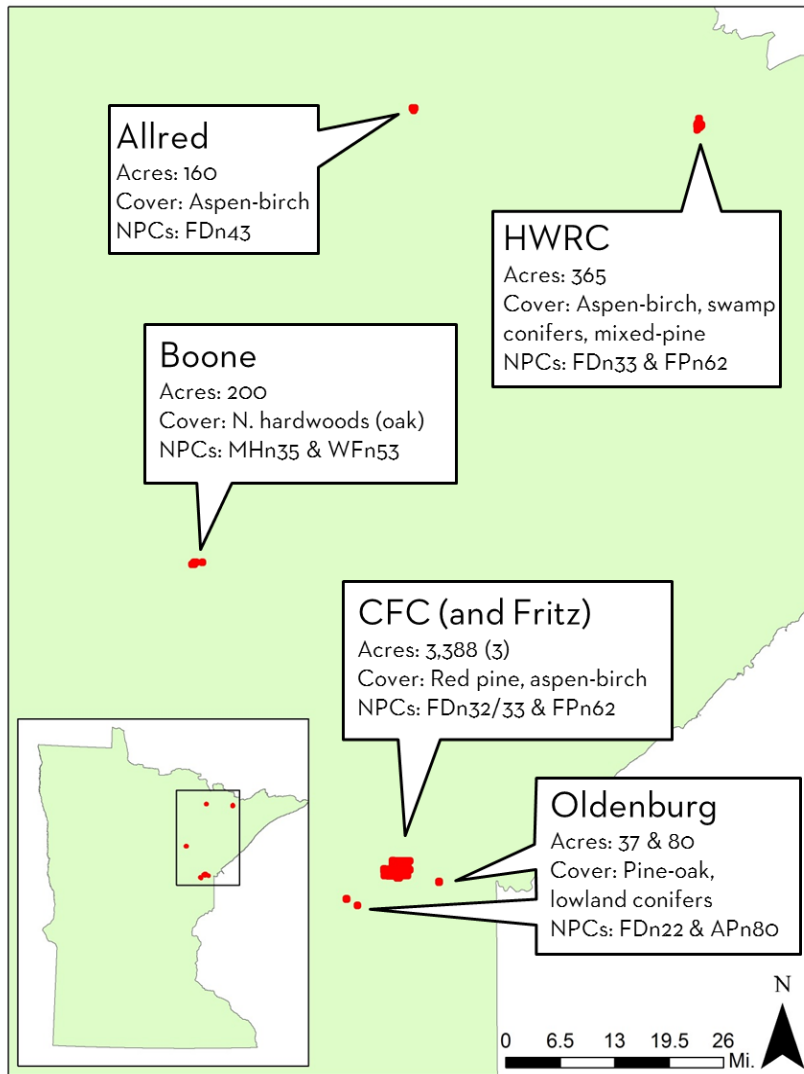 Allred
Acres: 160
Cover: Aspen-birch
NPCs: FDn43
HWRC
Acres: 365
Cover: Aspen-birch, swamp
conifers, mixed-pine
NPCs: FDn33 & FPn62
Boone
Acres: 200
Cover: N. hardwoods (oak)
NPCs: MHn35 & WFn53
CFC (and Fritz)
Acres: 3,388 (3)
Cover: Red pine, aspen-birch
NPCs: FDn32/33 & FPn62
Oldenburg
Acres: 37 & 80
Cover: Pine-oak,
lowland conifers
NPCs: FDn22 & APn80
N
0 6.5 13 19.5 26
Mi.